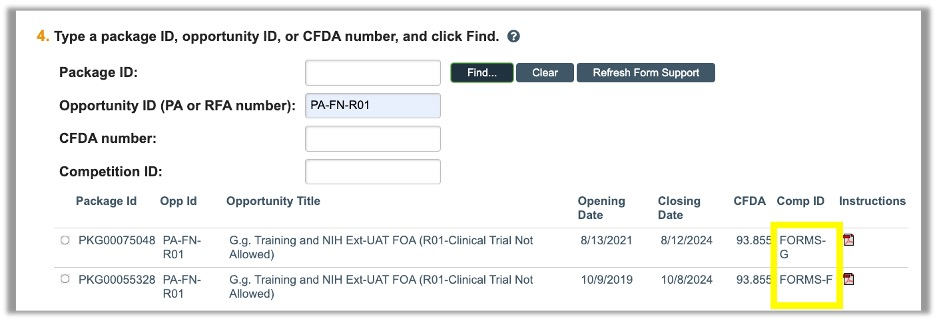 4. Type a package ID, opportunity ID, or CFDA number, and click Find. ?
Package ID: Find... Clear Refresh Form Support
Opportunity ID (PA or RFA number): PA-FN-R01
CFDA number:
Competition ID:
Package Id Opp Id Opportunity Title Opening Date Closing Date CFDA Comp ID Instructions
PKG00075048 PA-FN-R01 G.g. Training and NIH Ext-UAT FOA (R01-Clinical Trial Not Allowed) 8/13/2021 8/12/2024 93.855 FORMS-G
PKG00055328 PA-FN-R01 G.g. Training and NIH Ext-UAT FOA (R01-Clinical Trial Not Allowed) 10/9/2019 10/8/2024 93.855 FORMS-F